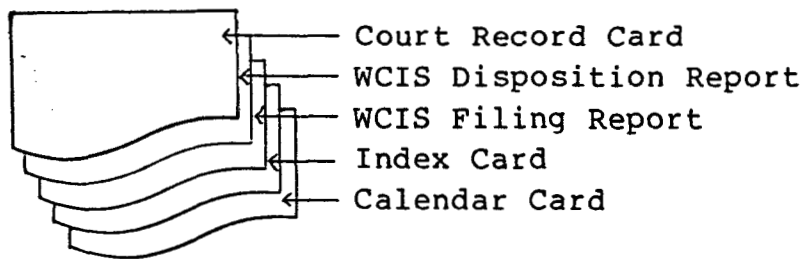 Court Record Card
WCIS Disposition Report
WCIS Filing Report
Index Card
Calendar Card